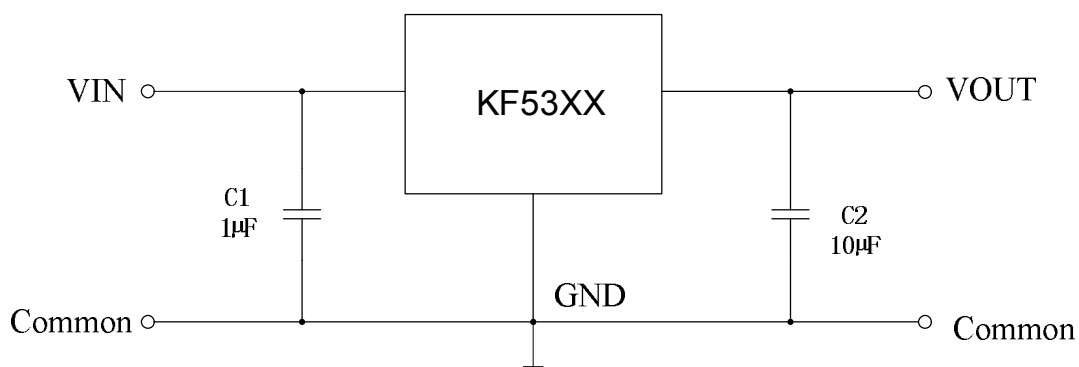 VIN
KF53XX
VOUT
C1
1μF
C2
10μF
GND
Common
Common